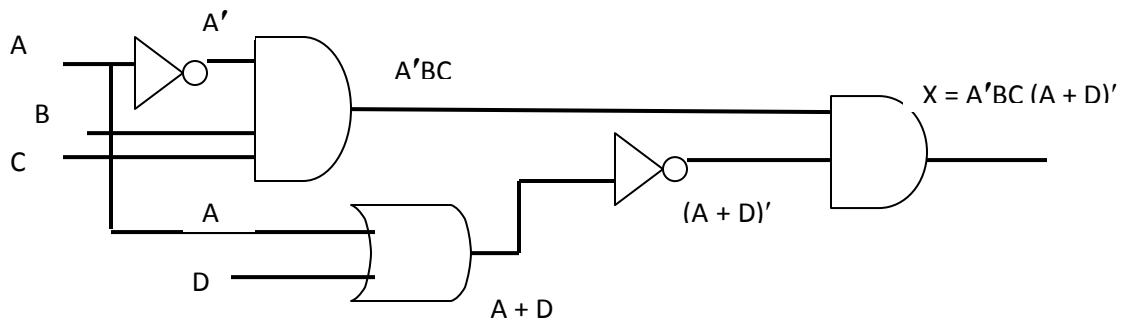 A
A′
A′BC
X = A′BC (A + D)′
B
C
A
(A + D)′
D
A + D